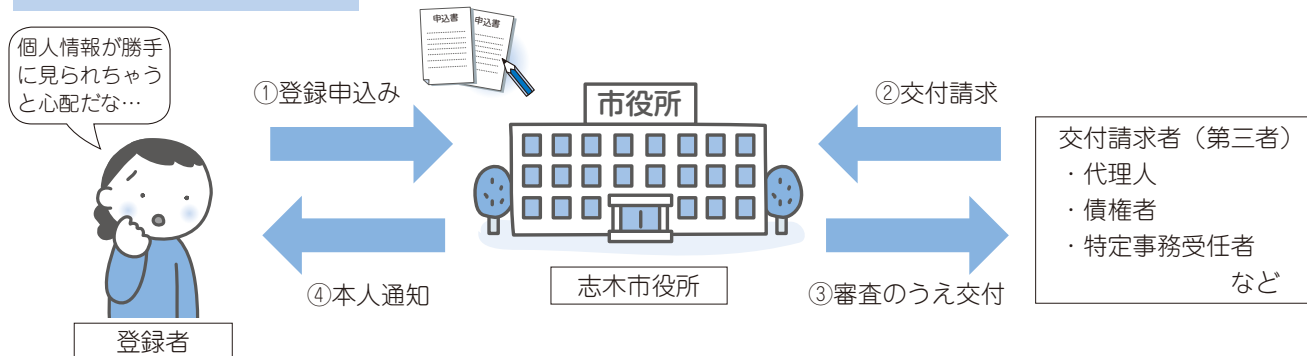 個人情報が勝手
に見られちゃう
と心配だな…
申込書
申込書
①登録申込み
市役所
②交付請求
交付請求者（第三者）
・代理人
・債権者
・特定事務受任者
など
④本人通知
志木市役所
③審査のうえ交付
登録者